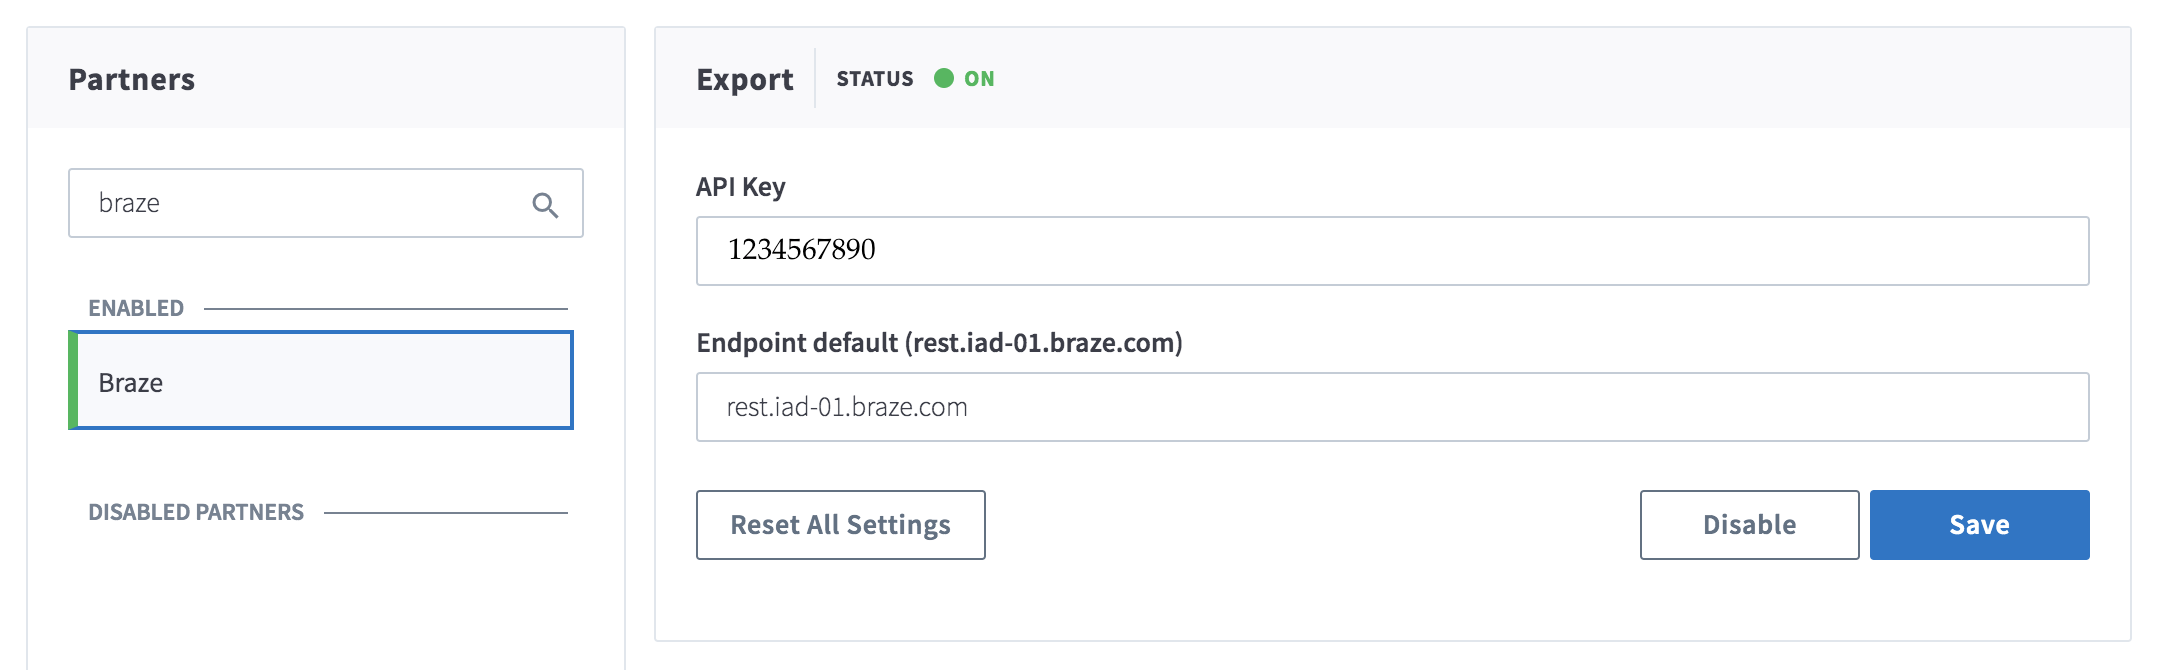 Partners
braze
ENABLED
Braze
DISABLED PARTNERS
Export STATUS ON
API Key
1234567890
Endpoint default (rest.iad-01.braze.com)
rest.iad-01.braze.com
Reset All Settings Disable Save